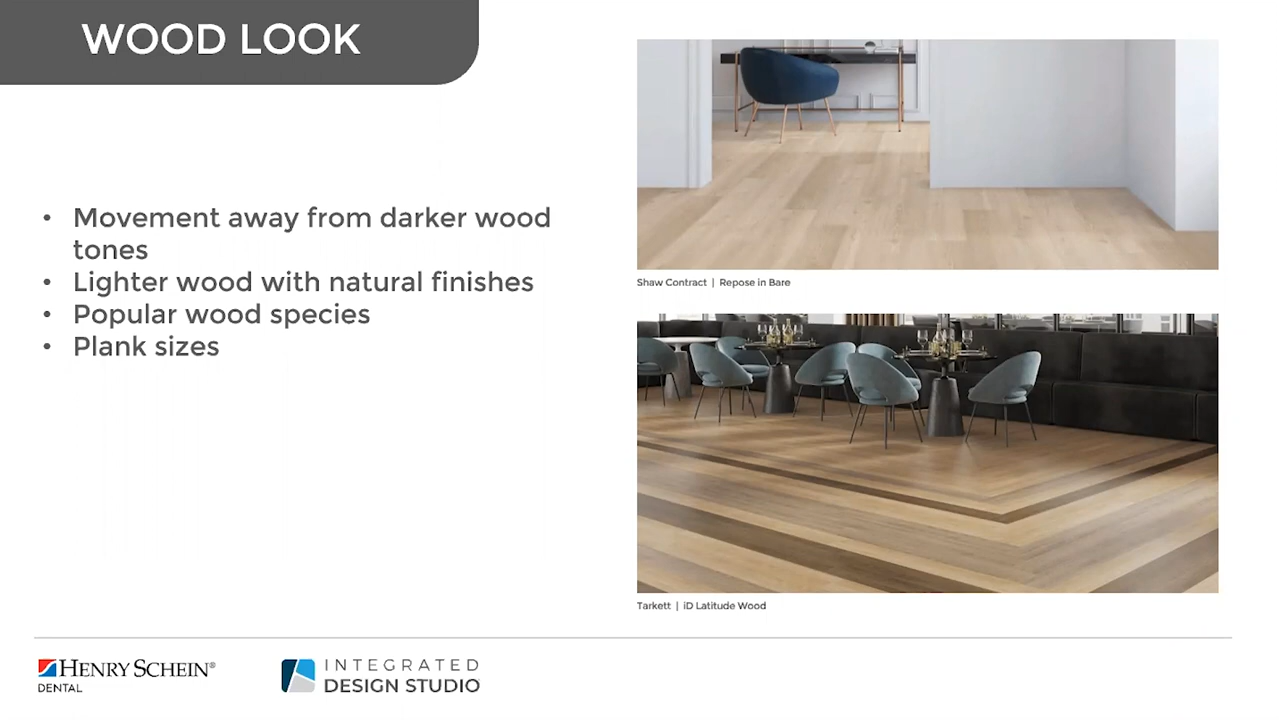 WOOD LOOK
• Movement away from darker wood
tones
• Lighter wood with natural finishes
• Popular wood species
• Plank sizes
Shaw Contract | Repose in Bare
Tarkett | iD Latitude Wood
HENRY SCHEIN®
DENTAL
INTEGRATED
DESIGN STUDIO